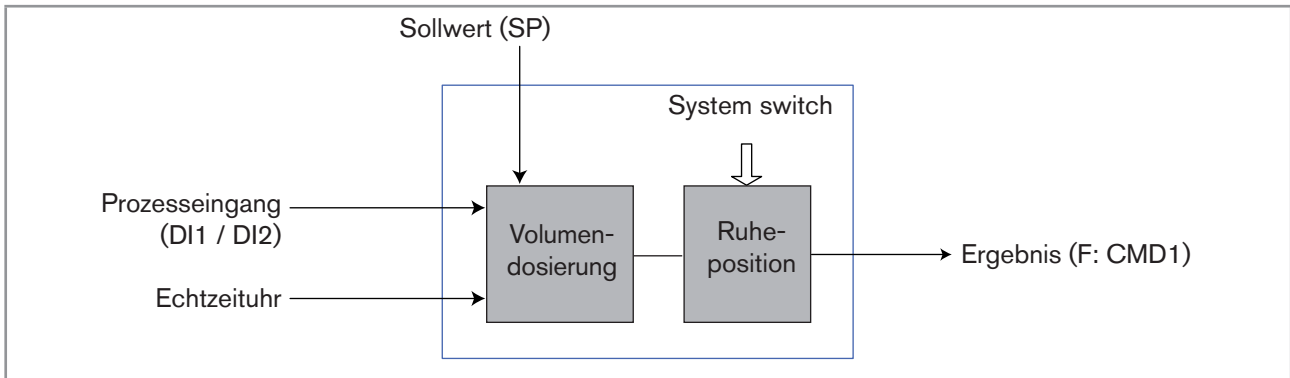 Sollwert (SP)
System switch
Prozesseingang
(DI1 / DI2)
Volumen-
dosierung
Ruhe-
position
Ergebnis (F: CMD1)
Echtzeituhr